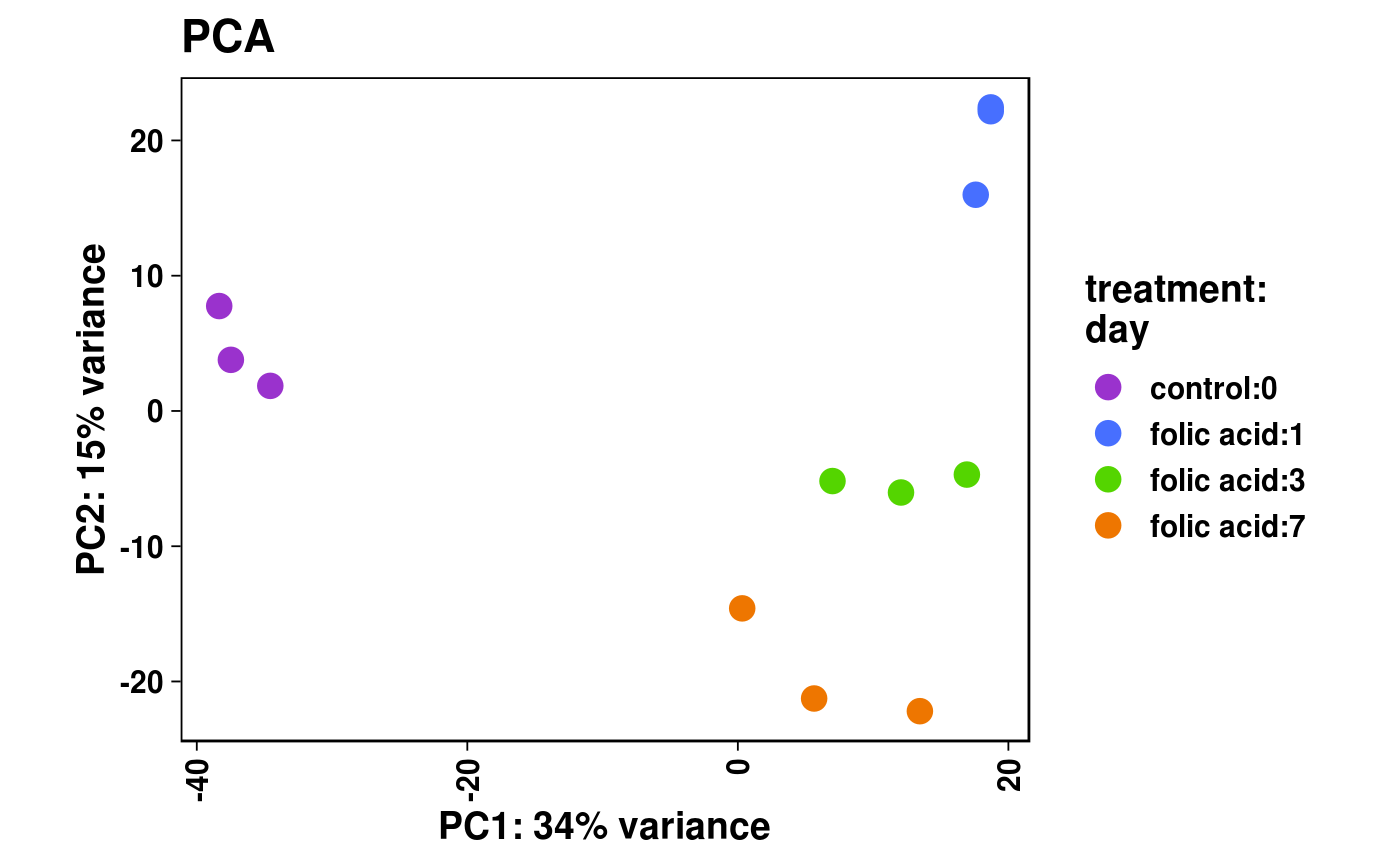 PCA
20
10
0
-10
-20
PC2: 15% variance
-40
-20
0
20
PC1: 34% variance
treatment:
day
control:0
folic acid:1
folic acid:3
folic acid:7